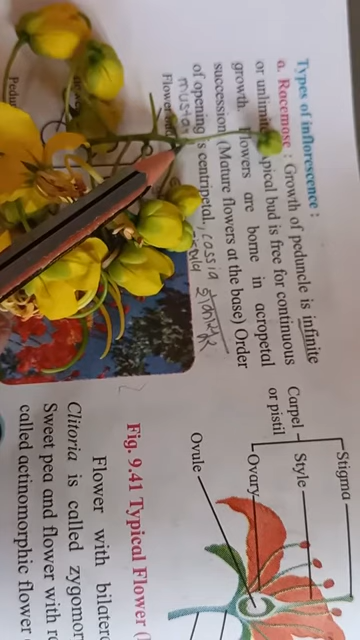 Types of inflorescence :
a. Racemose : Growth of peduncle is infinite
or unlimited apical bud is free for continuous
growth. Flowers are borne in acropetal
succession (Mature flowers at the base) Order
of opening is centripetal, cassia
Flower
Pedun
Stigma
Style
Carpel
or pistil
Ovary
Ovule
Fig. 9.41 Typical Flower (
Flower with bilater
Clitoria is called zygomor
Sweet pea and flower with r
called actinomorphic flower